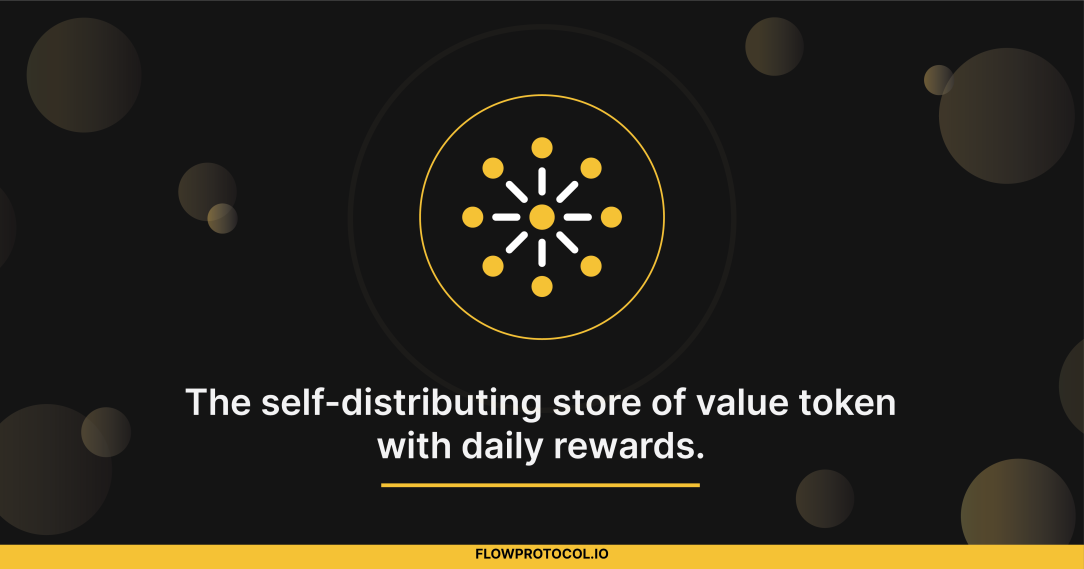 The self-distributing store of value token
with daily rewards.
FLOWPROTOCOL.IO